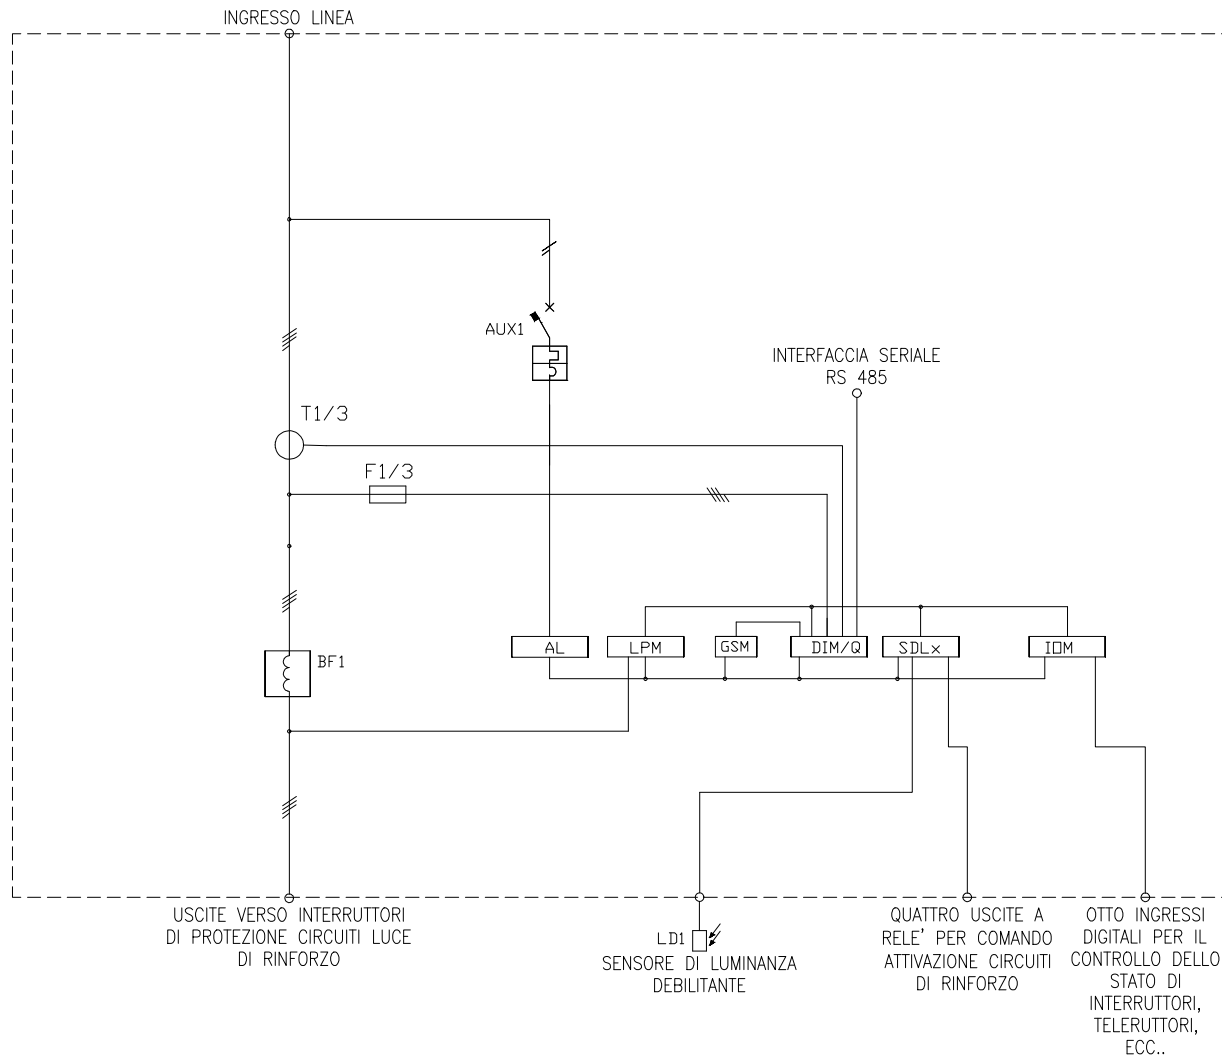 INGRESSO LINEA
AUX1
INTERFACCIA SERIALE
RS 485
T1/3
F1/3
AL
LPM
GSM
DIM/Q
SDLx
IOM
BF1
USCITE VERSO INTERRUTTORI
DI PROTEZIONE CIRCUITI LUCE
DI RINFORZO
LD1
SENSORE DI LUMINANZA
DEBILITANTE
QUATTRO USCITE A
RELE' PER COMANDO
ATTIVAZIONE CIRCUITI
DI RINFORZO
OTTO INGRESSI
DIGITALI PER IL
CONTROLLO DELLO
STATO DI
INTERRUTTORI,
TELERUTTORI,
ECC..